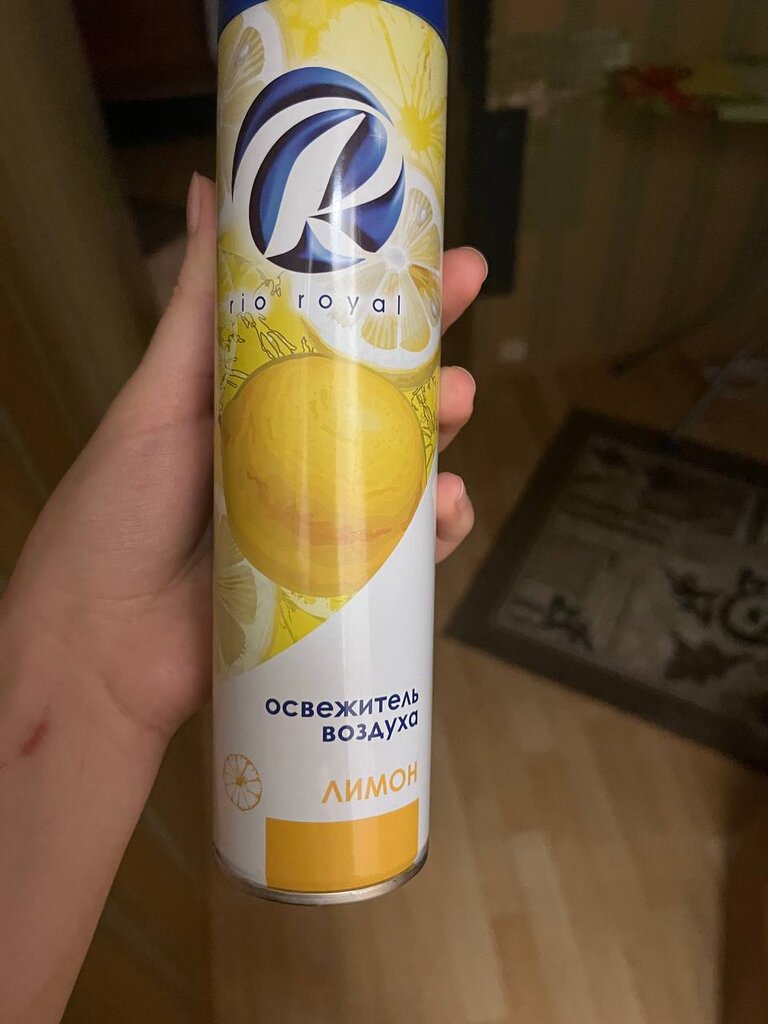 R
rio royal
освежитель
воздуха
лимон